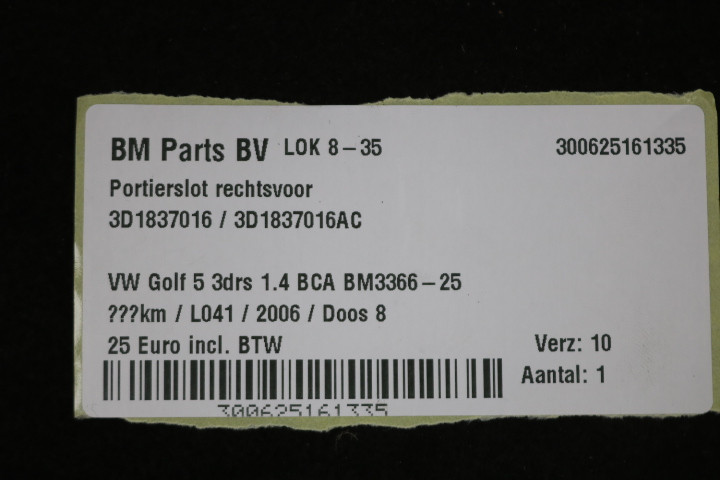 BM Parts BV LOK 8-35 300625161335
Portierslot rechtsvoor
3D1837016 / 3D1837016AC
VW Golf 5 3drs 1.4 BCA BM3366-25
???km / L041 / 2006 / Doos 8
25 Euro incl. BTW Verz: 10
Aantal: 1
300625161335